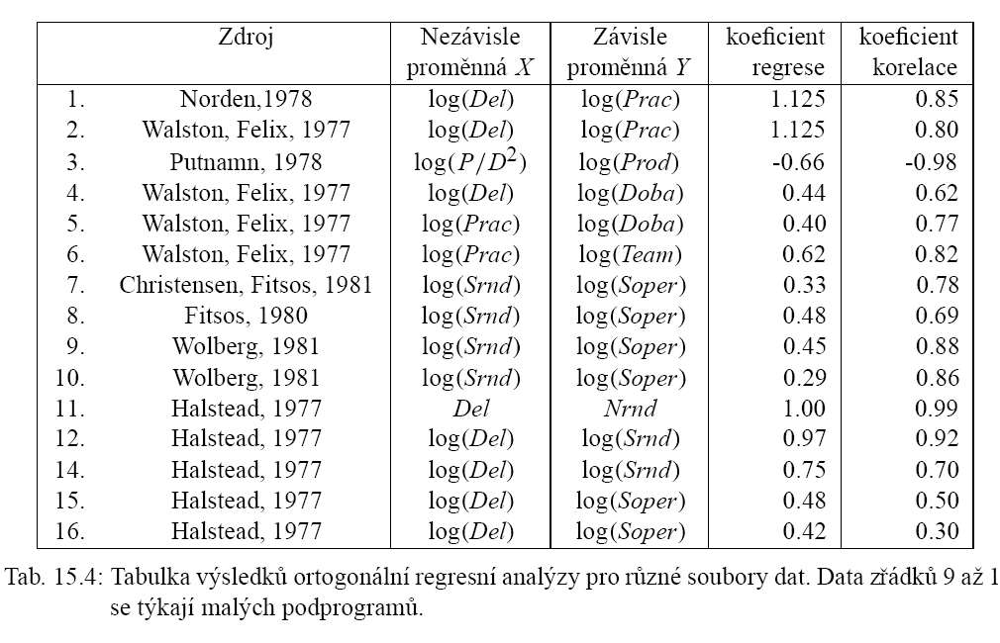 Zdroj Nezávisle Závisle koeficient koeficient
proměnná X proměnná Y regrese korelace
1. Norden,1978 log(Del) log(Prac) 1.125 0.85
2. Walston, Felix, 1977 log(Del) log(Prac) 1.125 0.80
3. Putnamn, 1978 log(P/D²) log(Prod) -0.66 -0.98
4. Walston, Felix, 1977 log(Del) log(Doba) 0.44 0.62
5. Walston, Felix, 1977 log(Prac) log(Doba) 0.40 0.77
6. Walston, Felix, 1977 log(Prac) log(Team) 0.62 0.82
7. Christensen, Fitsos, 1981 log(Srnd) log(Soper) 0.33 0.78
8. Fitsos, 1980 log(Srnd) log(Soper) 0.48 0.69
9. Wolberg, 1981 log(Srnd) log(Soper) 0.45 0.88
10. Wolberg, 1981 log(Srnd) log(Soper) 0.29 0.86
11. Halstead, 1977 Del Nrnd 1.00 0.99
12. Halstead, 1977 log(Del) log(Srnd) 0.97 0.92
14. Halstead, 1977 log(Del) log(Srnd) 0.75 0.70
15. Halstead, 1977 log(Del) log(Soper) 0.48 0.50
16. Halstead, 1977 log(Del) log(Soper) 0.42 0.30
Tab. 15.4: Tabulka výsledků ortogonální regresní analýzy pro různé soubory dat. Data zřádků 9 až 1
se týkají malých podprogramů.